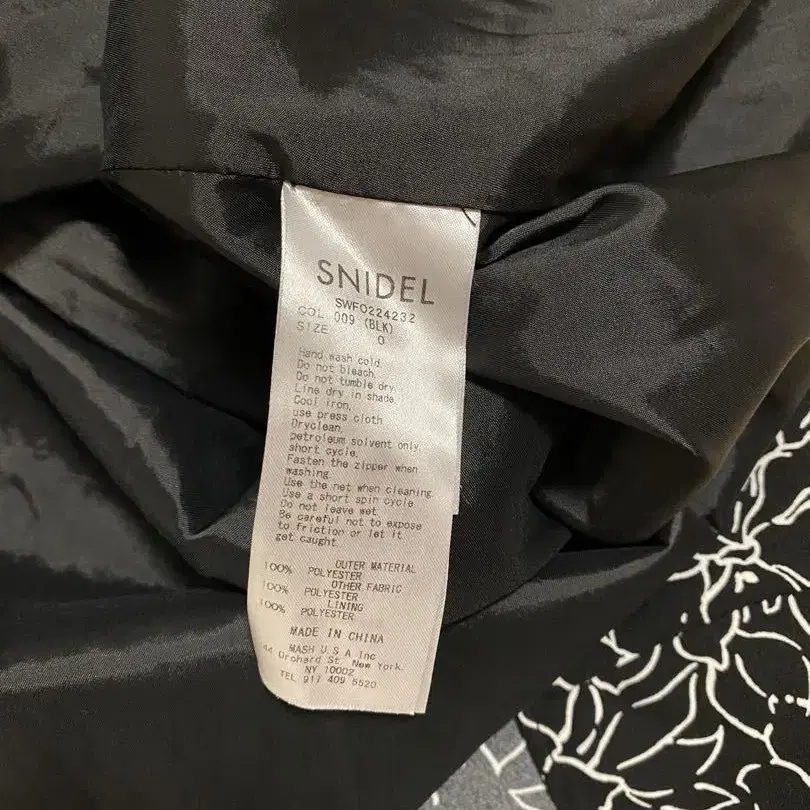 SNIDEL
SWFO224232
COL 009 (BLK)
SIZE 0
Hand wash cold
Do not bleach.
Do not tumble dry
Line dry in shade
Cool iron,
use press cloth
Dryclean,
petroleum solvent only
short cycle.
Fasten the zipper when
washing
Use the net when cleaning
Use a short spin cycle
Do not leave wet
Be careful not to expose
to friction or let it
get caught
OUTER MATERIAL
100% POLYESTER
OTHER FABRIC
100% POLYESTER
LINING
100% POLYESTER
MADE IN CHINA
MASH U S A Inc
44 Orchard St. New York.
NY 10002
TEL 917 409 5520